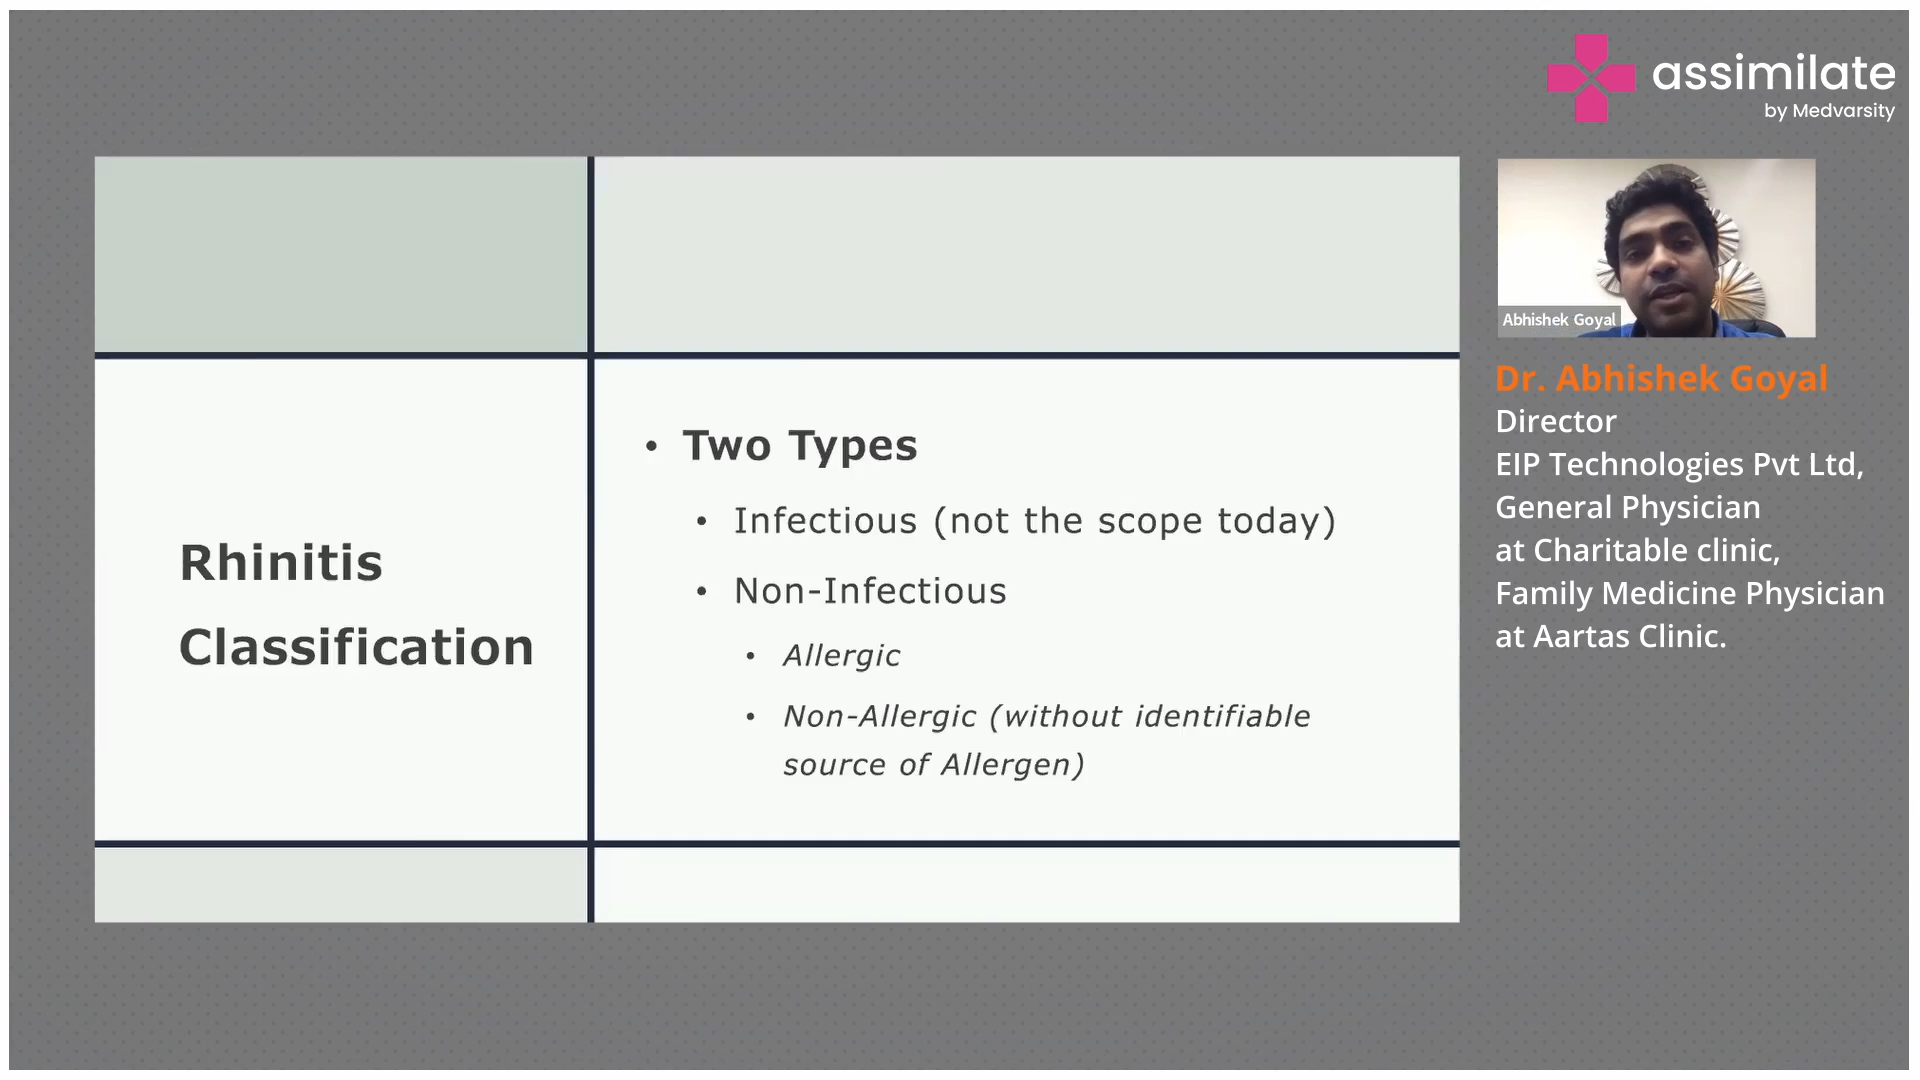 assimilate
by Medvarsity
Rhinitis
Classification
• Two Types
• Infectious (not the scope today)
• Non-Infectious
• Allergic
• Non-Allergic (without identifiable
source of Allergen)
Abhishek Goyal
Dr. Abhishek Goyal
Director
EIP Technologies Pvt Ltd,
General Physician
at Charitable clinic,
Family Medicine Physician
at Aartas Clinic.